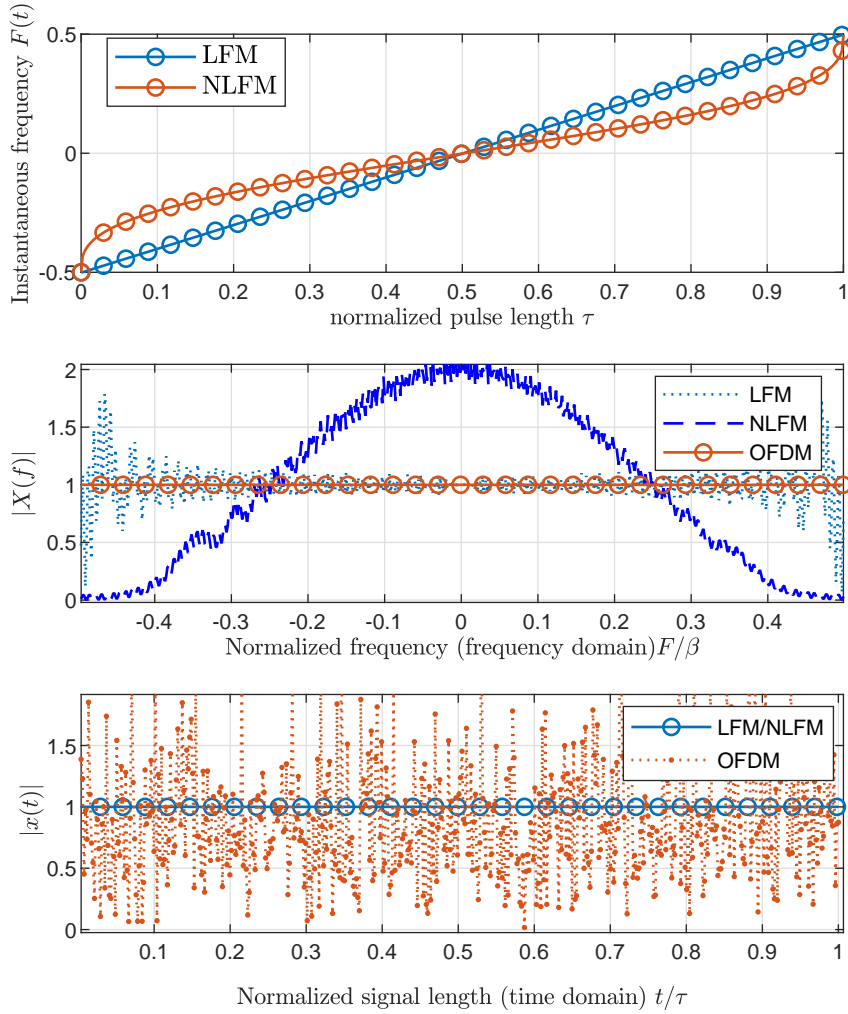 Instantaneous frequency F(t)
0.5
0
-0.5
LFM
NLFM
0 0.1 0.2 0.3 0.4 0.5 0.6 0.7 0.8 0.9 1
normalized pulse length τ
|X(f)|
2
1.5
1
0.5
0
LFM
NLFM
OFDM
-0.4 -0.3 -0.2 -0.1 0 0.1 0.2 0.3 0.4
Normalized frequency (frequency domain)F/β
|x(t)|
1.5
1
0.5
0
LFM/NLFM
OFDM
0.1 0.2 0.3 0.4 0.5 0.6 0.7 0.8 0.9 1
Normalized signal length (time domain) t/τ